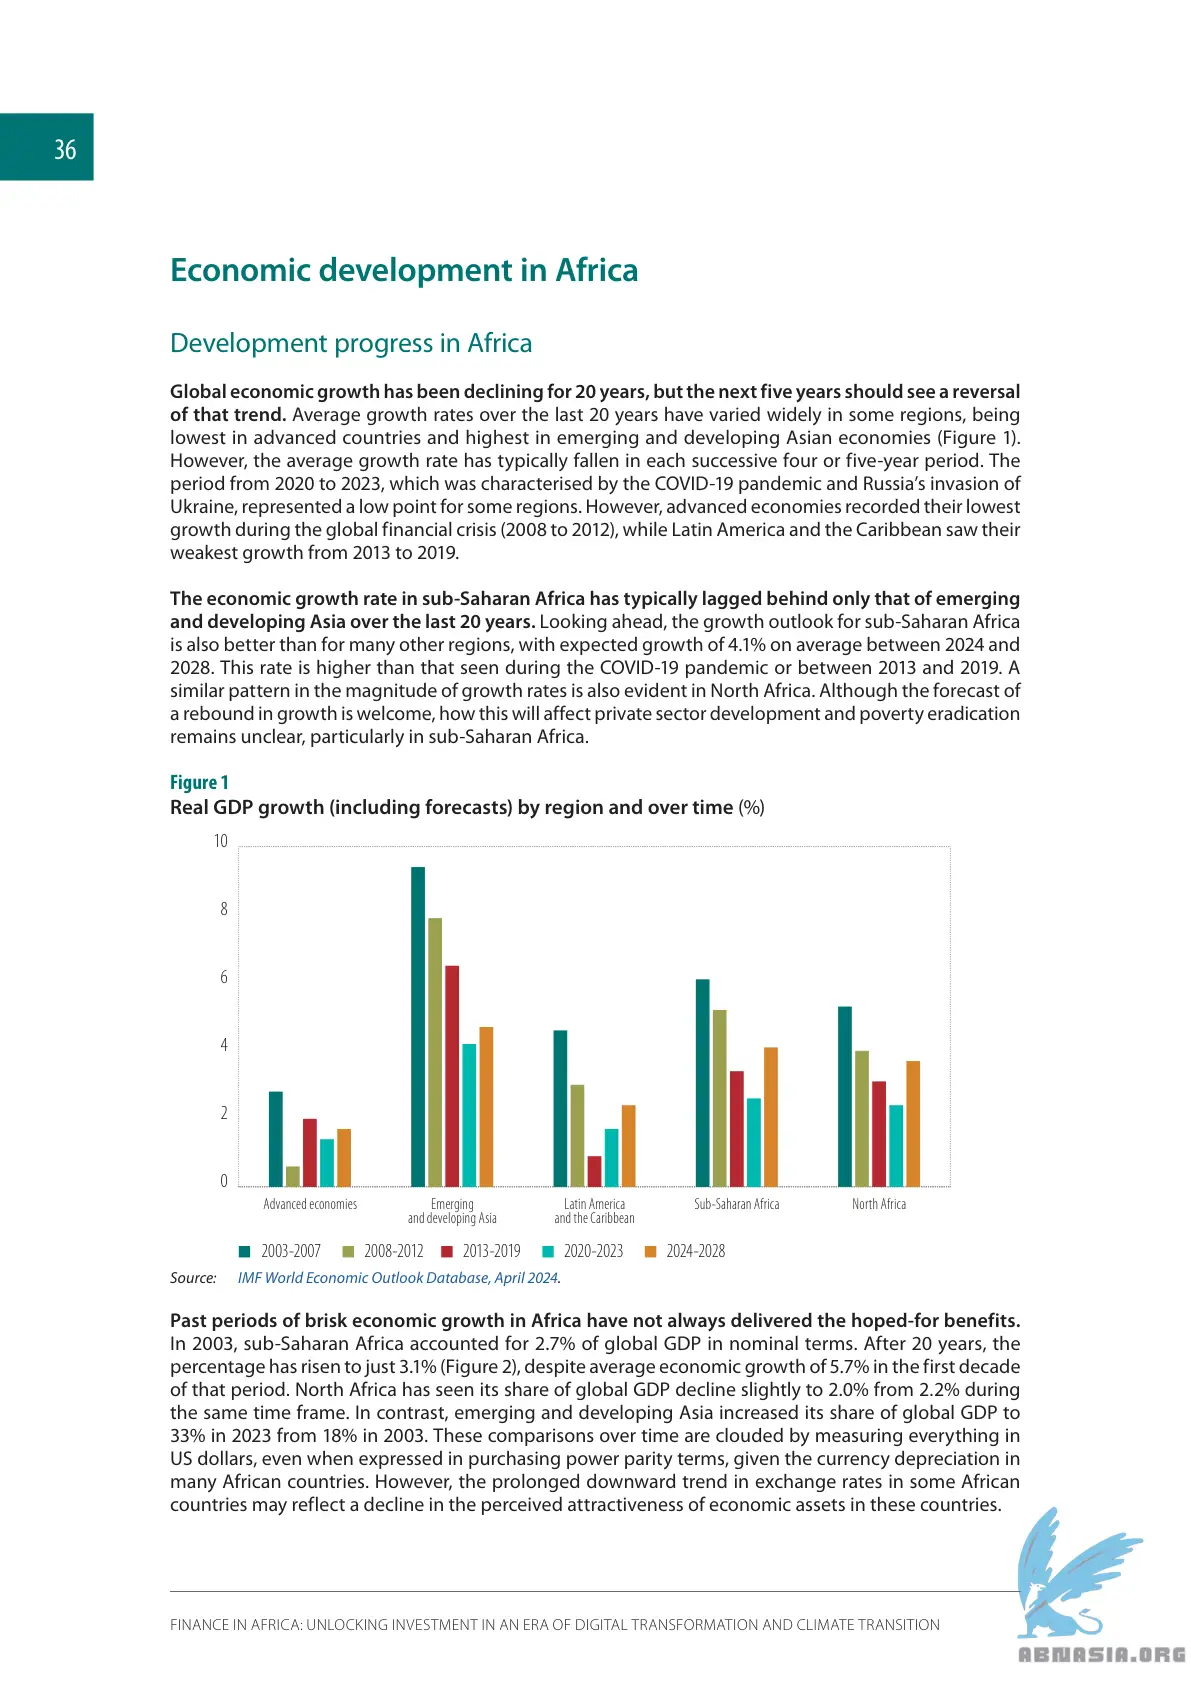 36
Economic development in Africa
Development progress in Africa
Global economic growth has been declining for 20 years, but the next five years should see a reversal
of that trend. Average growth rates over the last 20 years have varied widely in some regions, being
lowest in advanced countries and highest in emerging and developing Asian economies (Figure 1).
However, the average growth rate has typically fallen in each successive four or five-year period. The
period from 2020 to 2023, which was characterised by the COVID-19 pandemic and Russia’s invasion of
Ukraine, represented a low point for some regions. However, advanced economies recorded their lowest
growth during the global financial crisis (2008 to 2012), while Latin America and the Caribbean saw their
weakest growth from 2013 to 2019.
The economic growth rate in sub-Saharan Africa has typically lagged behind only that of emerging
and developing Asia over the last 20 years. Looking ahead, the growth outlook for sub-Saharan Africa
is also better than for many other regions, with expected growth of 4.1% on average between 2024 and
2028. This rate is higher than that seen during the COVID-19 pandemic or between 2013 and 2019. A
similar pattern in the magnitude of growth rates is also evident in North Africa. Although the forecast of
a rebound in growth is welcome, how this will affect private sector development and poverty eradication
remains unclear, particularly in sub-Saharan Africa.
Figure 1
Real GDP growth (including forecasts) by region and over time (%)
10
8
6
4
2
0
Advanced economies
Emerging
and developing Asia
Latin America
and the Caribbean
Sub-Saharan Africa
North Africa
2003-2007 2008-2012 2013-2019 2020-2023 2024-2028
Source: IMF World Economic Outlook Database, April 2024.
Past periods of brisk economic growth in Africa have not always delivered the hoped-for benefits.
In 2003, sub-Saharan Africa accounted for 2.7% of global GDP in nominal terms. After 20 years, the
percentage has risen to just 3.1% (Figure 2), despite average economic growth of 5.7% in the first decade
of that period. North Africa has seen its share of global GDP decline slightly to 2.0% from 2.2% during
the same time frame. In contrast, emerging and developing Asia increased its share of global GDP to
33% in 2023 from 18% in 2003. These comparisons over time are clouded by measuring everything in
US dollars, even when expressed in purchasing power parity terms, given the currency depreciation in
many African countries. However, the prolonged downward trend in exchange rates in some African
countries may reflect a decline in the perceived attractiveness of economic assets in these countries.
FINANCE IN AFRICA: UNLOCKING INVESTMENT IN AN ERA OF DIGITAL TRANSFORMATION AND CLIMATE TRANSITION
ABNASIA.ORG